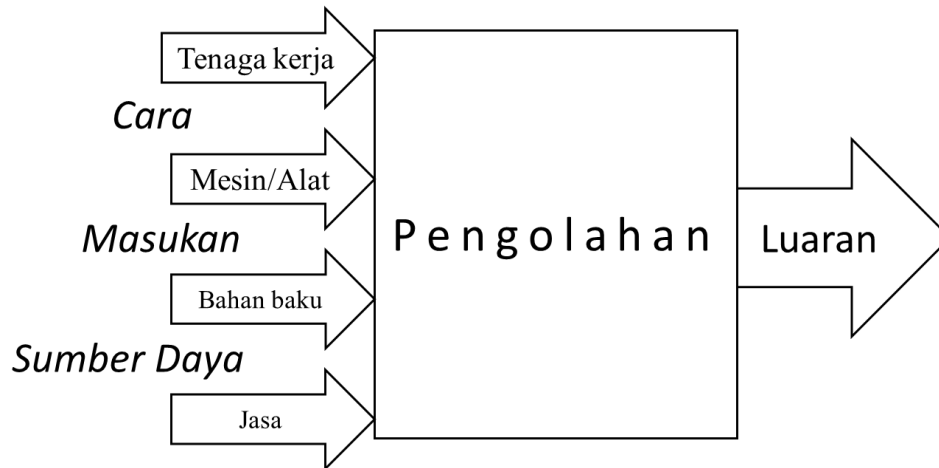 Tenaga kerja
Cara
Mesin/Alat
Masukan
Pengolahan
Luaran
Bahan baku
Sumber Daya
Jasa